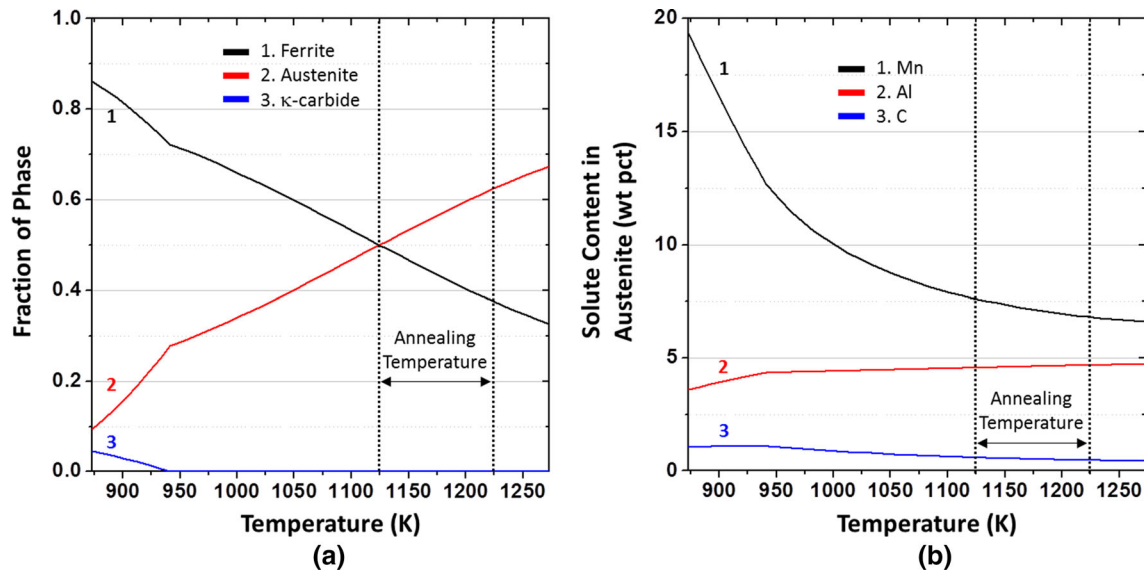 1.0
0.8
0.6
0.4
0.2
0.0
Fraction of Phase
1. Ferrite
2. Austenite
3. κ-carbide
1
2
3
Annealing
Temperature
900 950 1000 1050 1100 1150 1200 1250
Temperature (K)
(a)
20
15
10
5
0
Solute Content in
Austenite (wt pct)
1. Mn
2. Al
3. C
1
2
3
Annealing
Temperature
900 950 1000 1050 1100 1150 1200 1250
Temperature (K)
(b)